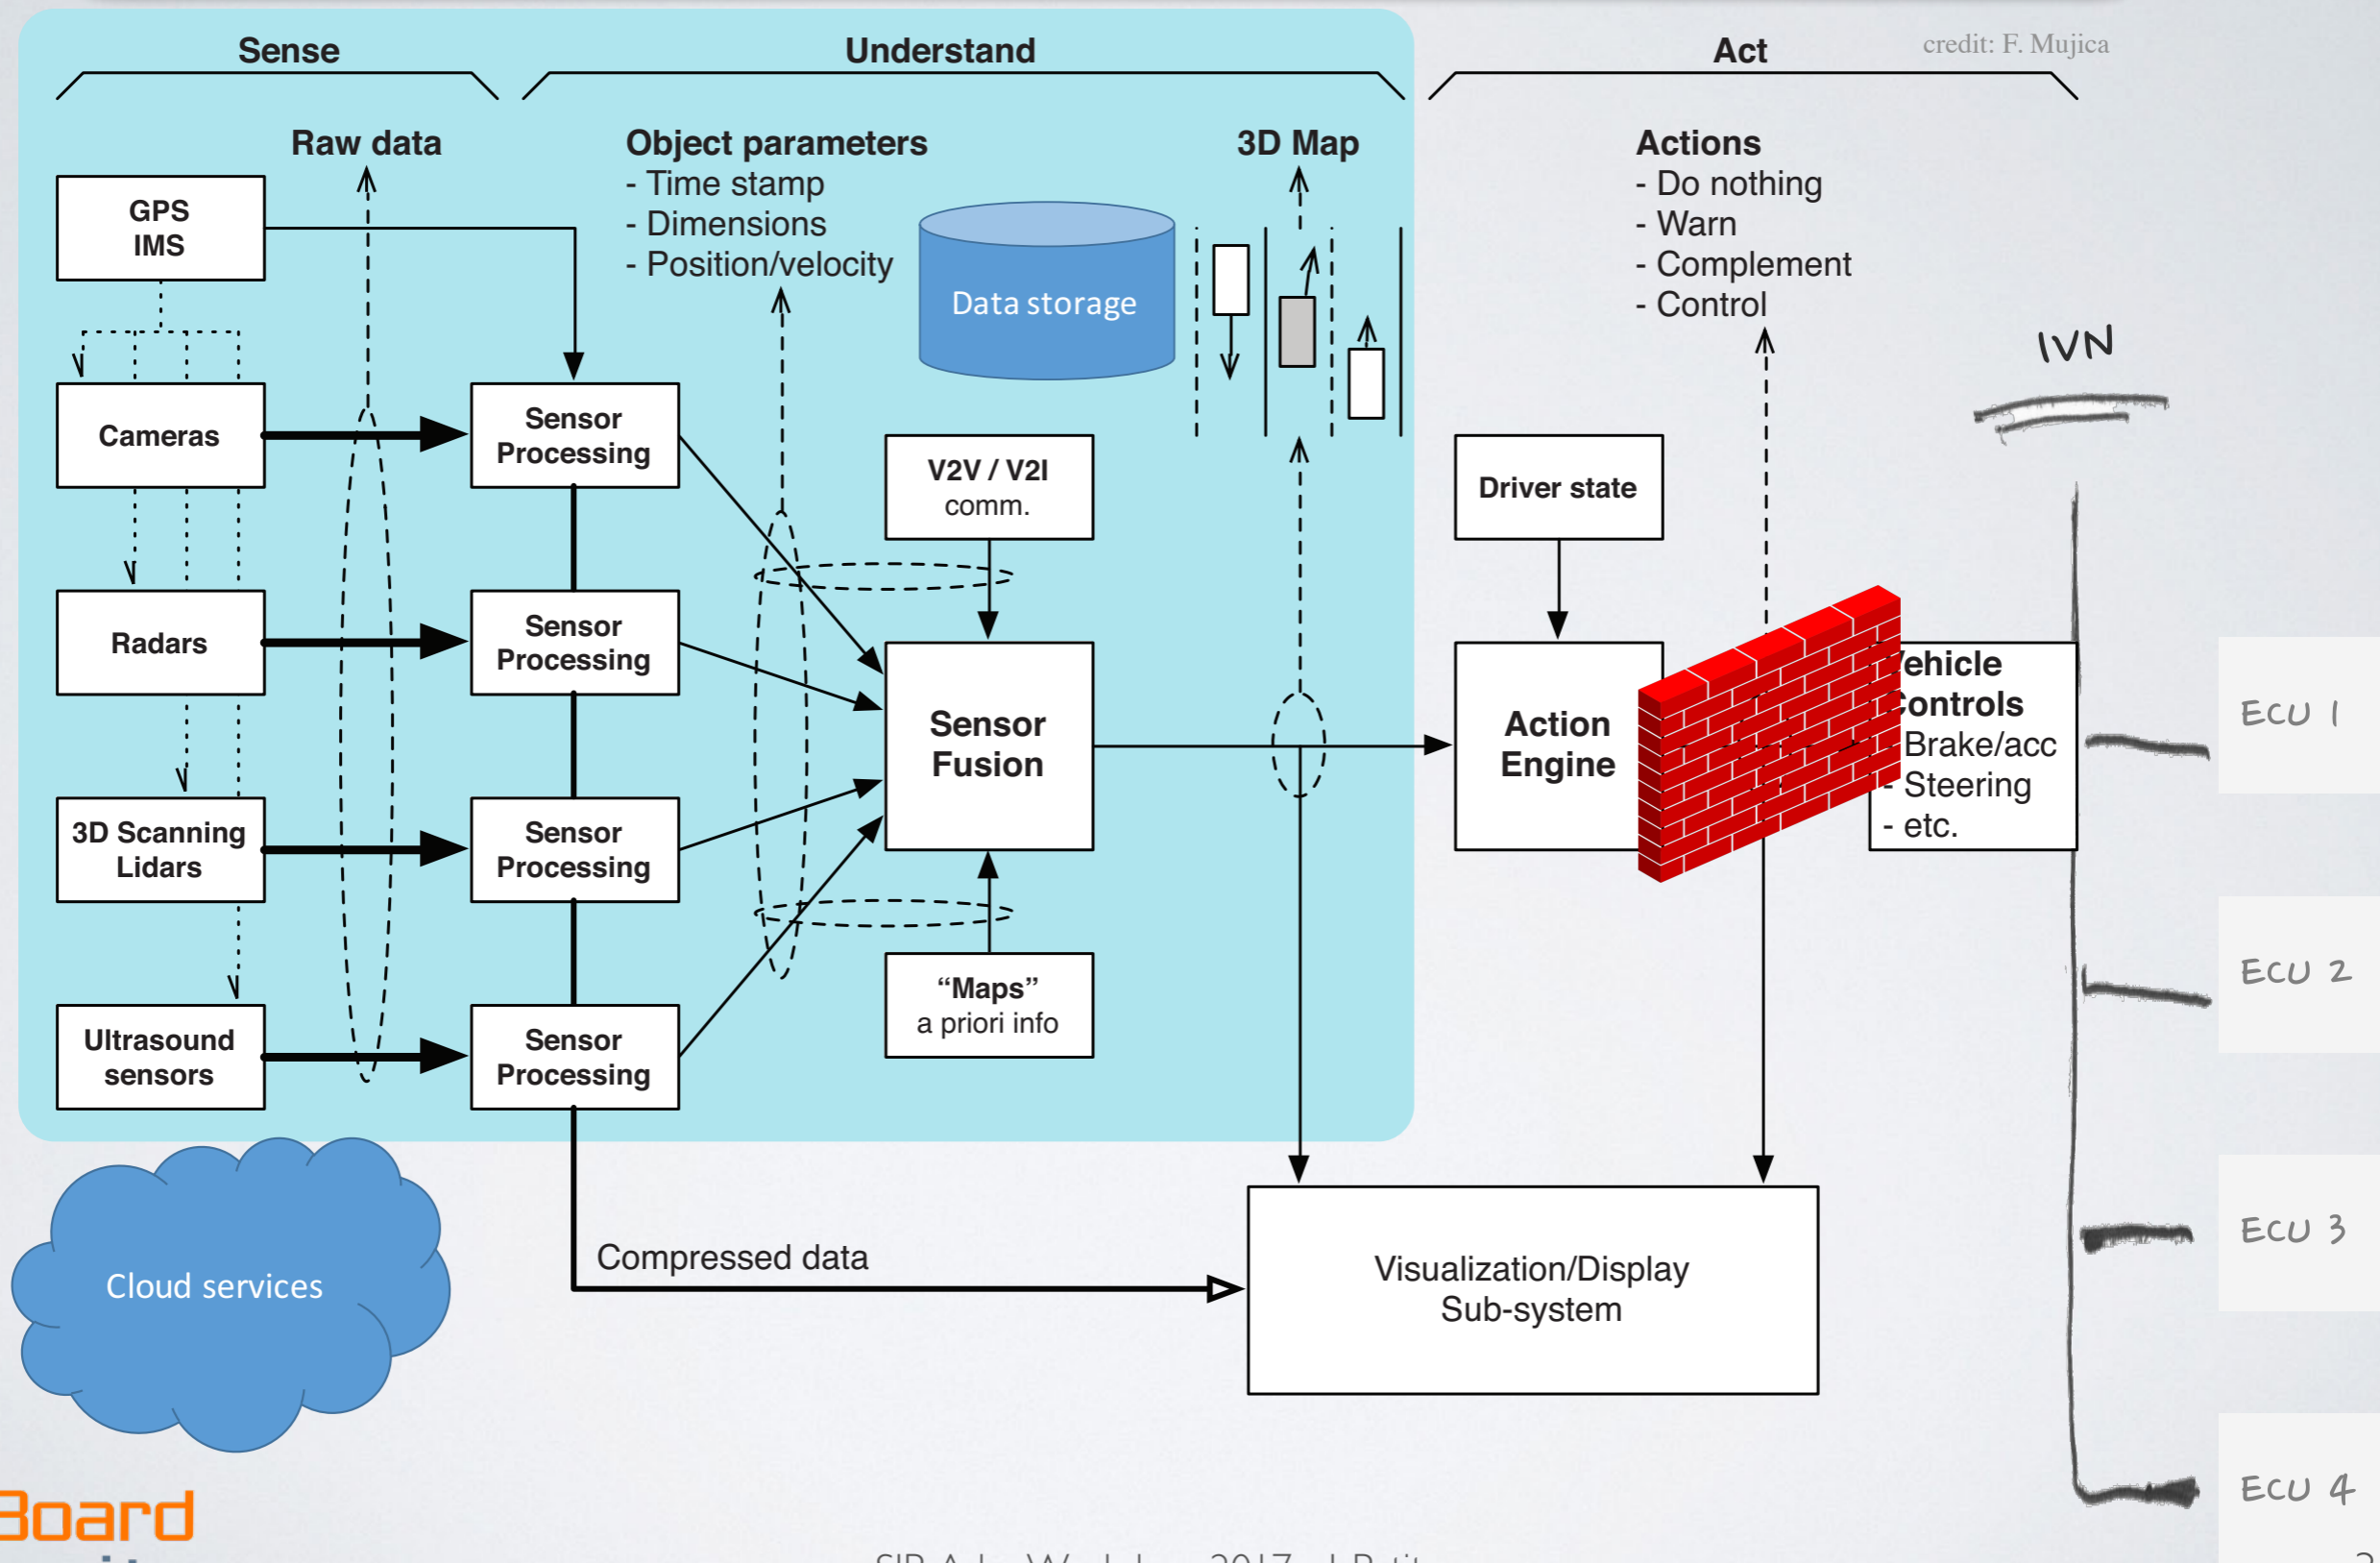 Sense
Understand
Act
credit: F. Mujica
Raw data
Object parameters
- Time stamp
- Dimensions
- Position/velocity
3D Map
Actions
- Do nothing
- Warn
- Complement
- Control
GPS
IMS
Data storage
IVN
Cameras
Sensor
Processing
V2V / V2I
comm.
Driver state
Radars
Sensor
Processing
Sensor
Fusion
Action
Engine
Controls
- Brake/acc
- Steering
- etc.
ECU 1
3D Scanning
Lidars
Sensor
Processing
"Maps"
a priori info
ECU 2
Ultrasound
sensors
Sensor
Processing
Cloud services
Compressed data
Visualization/Display
Sub-system
ECU 3
ECU 4
Board
2017